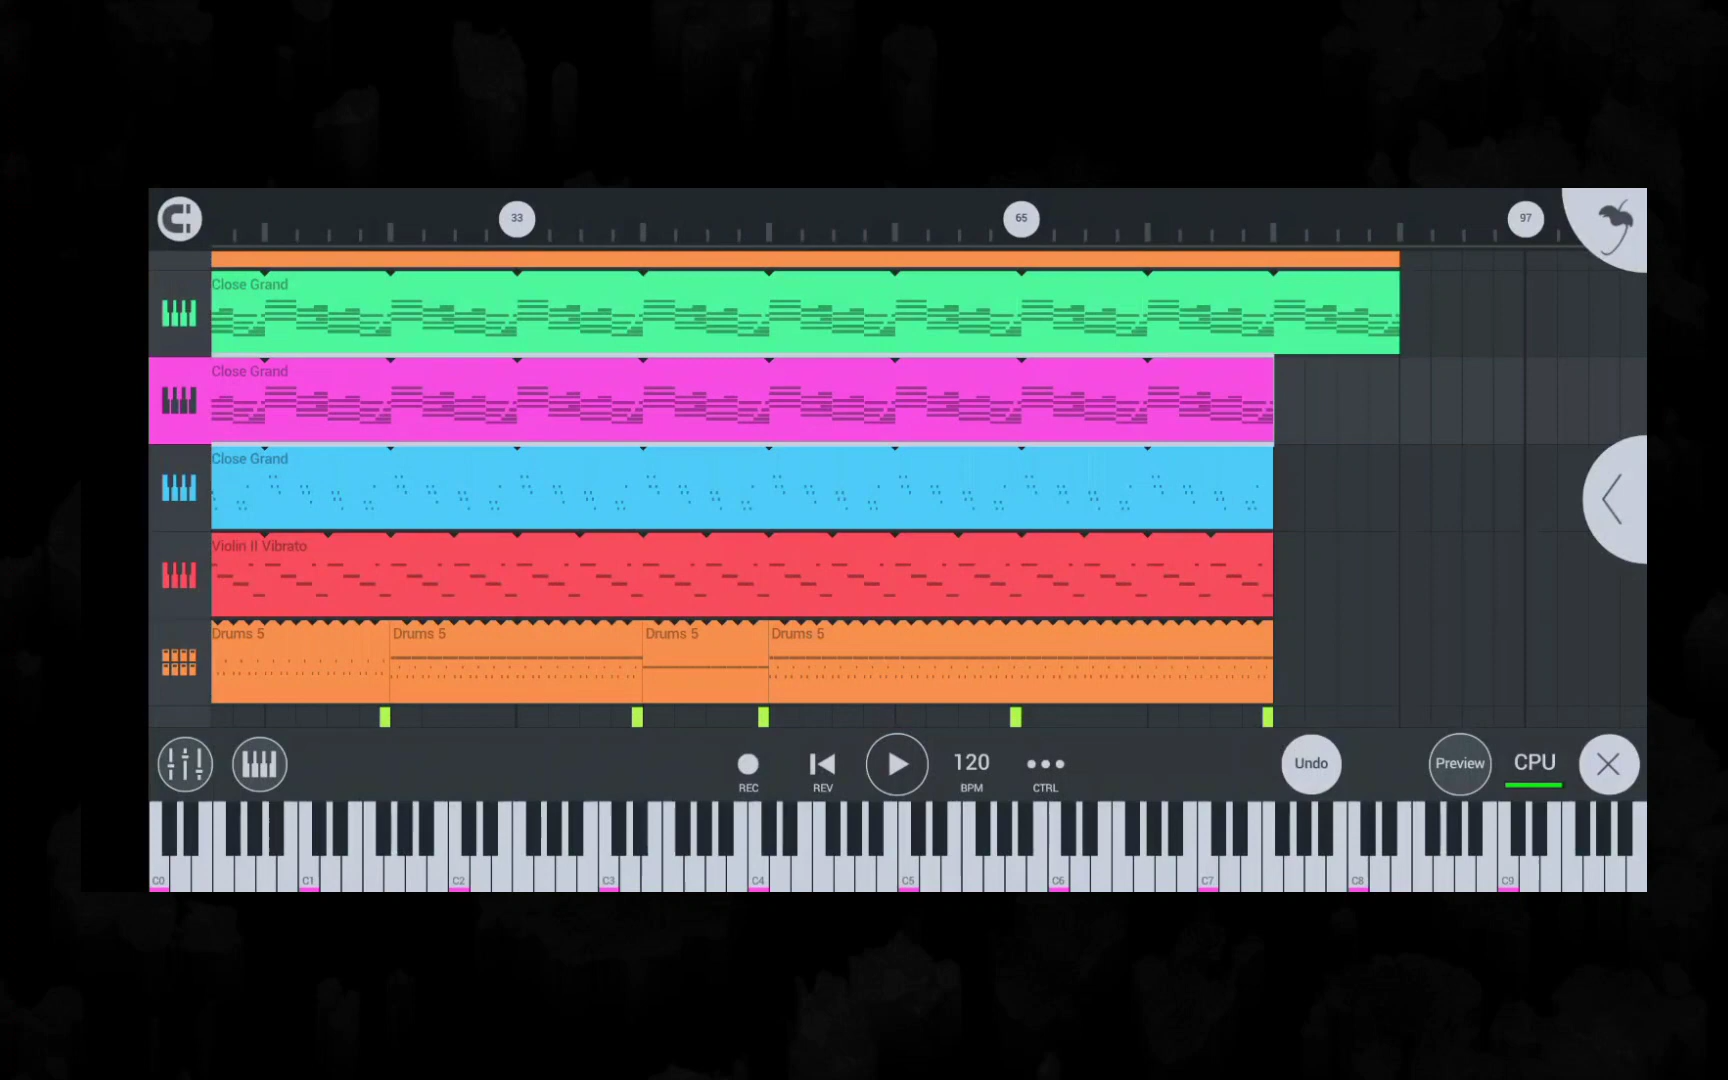 33 65 97
Close Grand
Close Grand
Close Grand
Violin II Vibrato
Drums 5 Drums 5 Drums 5 Drums 5
120 Undo Preview CPU
REC REV BPM CTRL
C0 C1 C2 C3 C4 C5 C6 C7 C8 C9